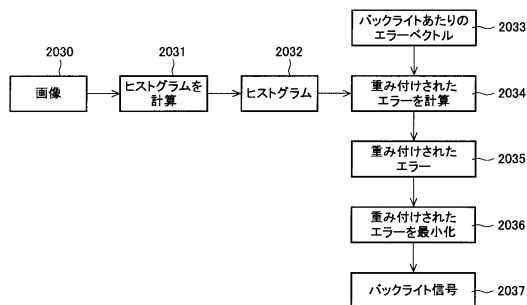 2030
画像
2031
ヒストグラムを
計算
2032
ヒストグラム
バックライトあたりの
エラーベクトル
2033
重み付けされた
エラーを計算
2034
重み付けされた
エラー
2035
重み付けされた
エラーを最小化
2036
バックライト信号
2037